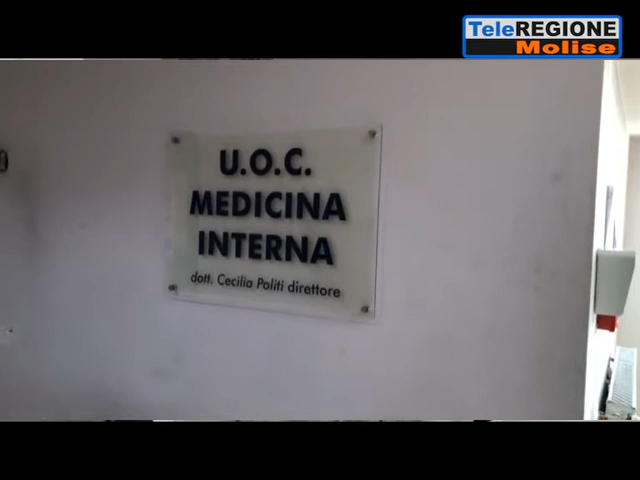 TeleREGIONE
Molise
U.O.C.
MEDICINA
INTERNA
dott. Cecilia Politi direttore